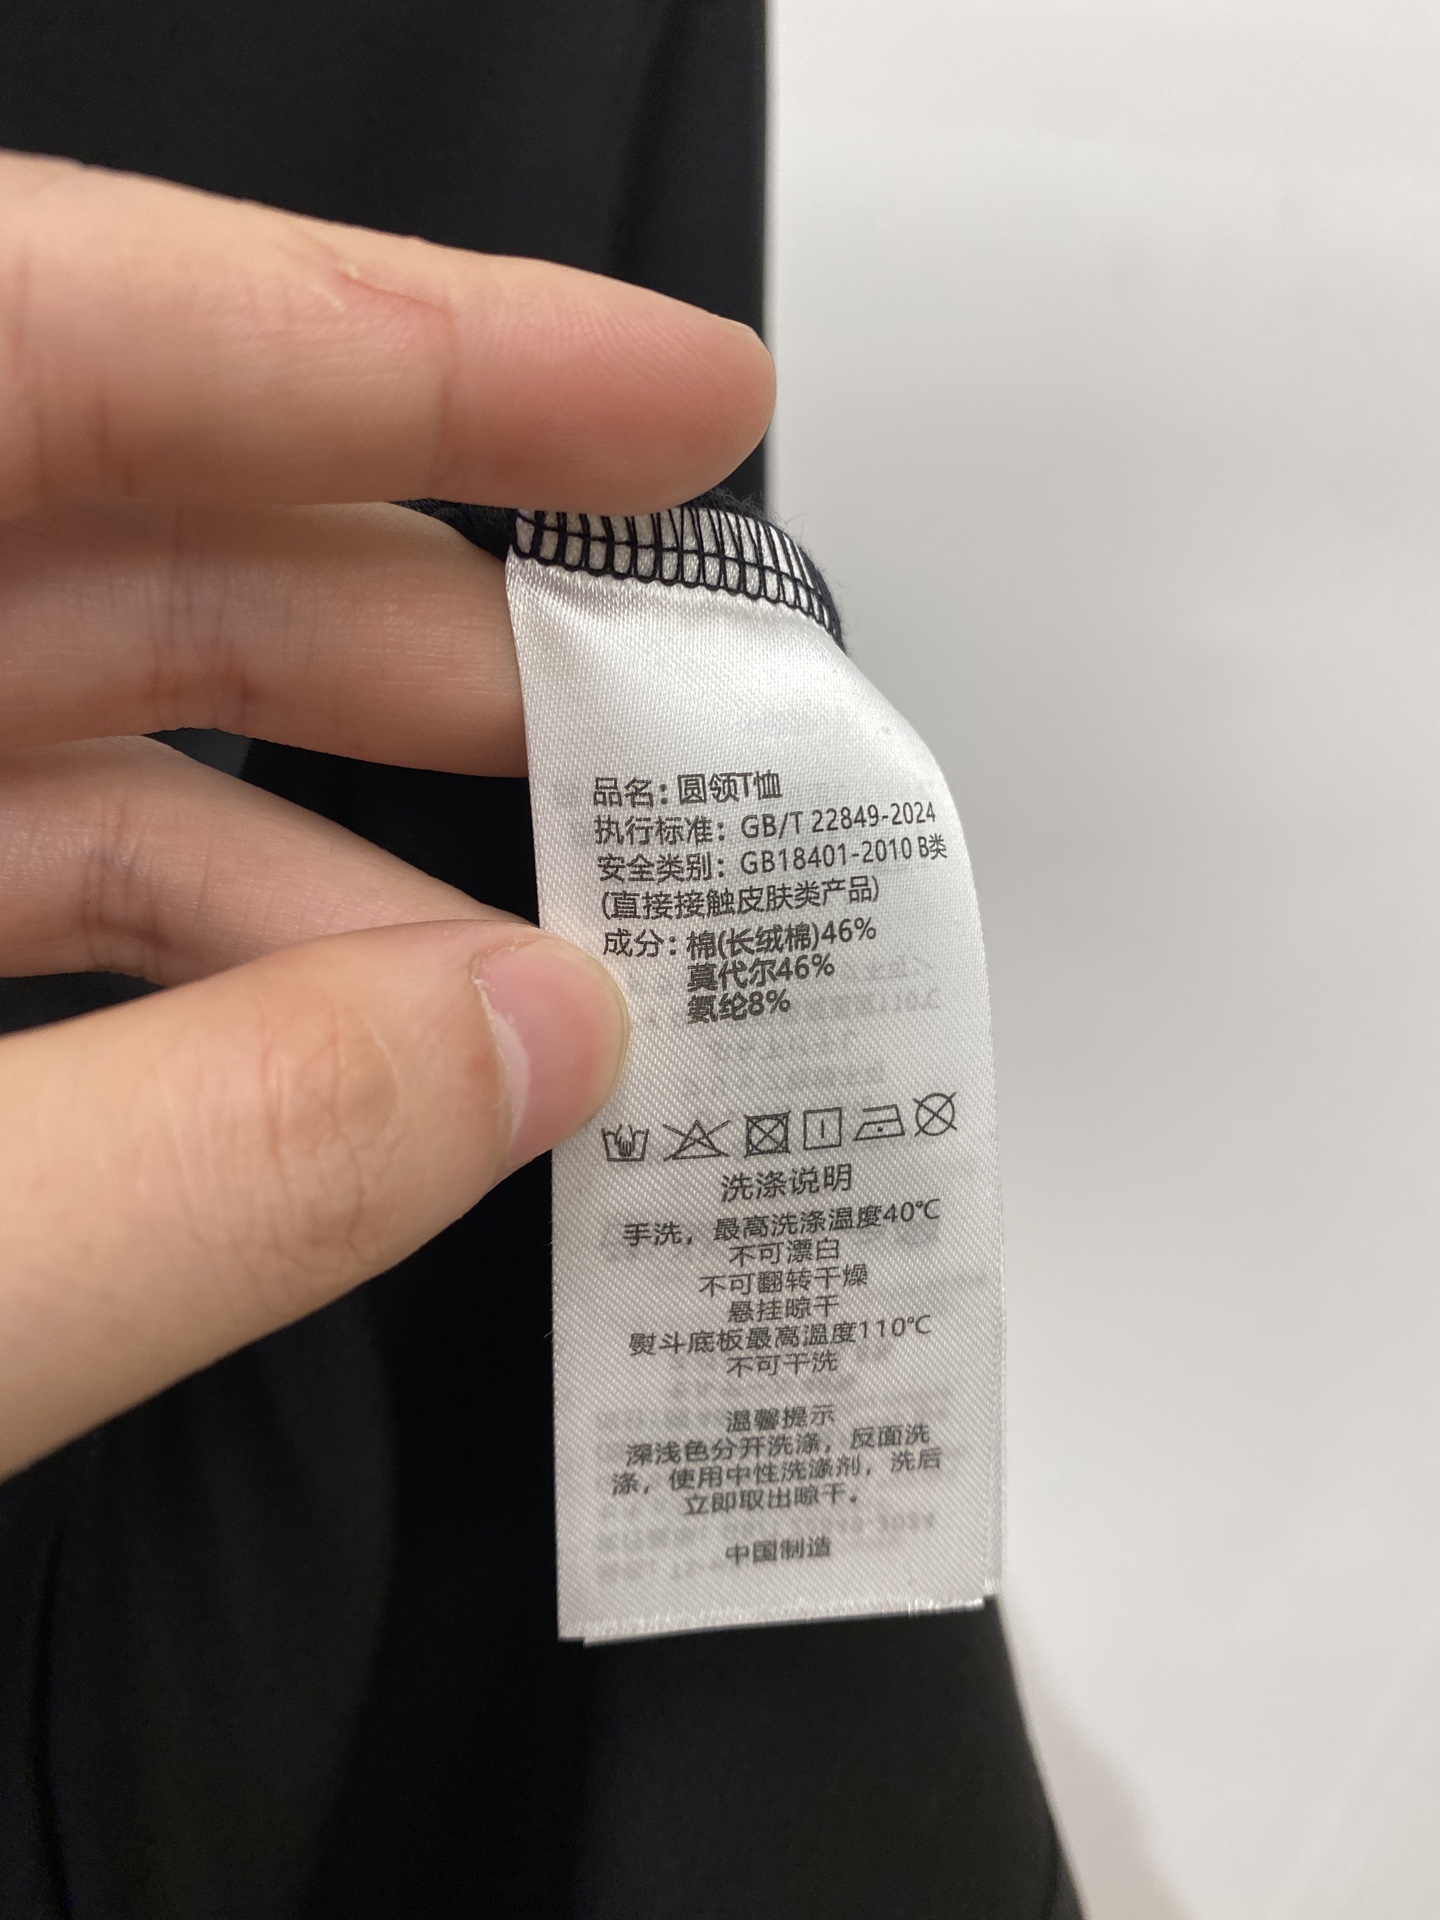 品名：圆领T恤
执行标准：GB/T 22849-2024
安全类别：GB18401-2010 B类
(直接接触皮肤类产品)
成分：棉(长绒棉)46%
莫代尔46%
氨纶8%
洗涤说明
手洗，最高洗涤温度40℃
不可漂白
不可翻转干燥
悬挂晾干
熨斗底板最高温度110℃
不可干洗
温馨提示
深浅色分开洗涤，反面洗
涤，使用中性洗涤剂，洗后
立即取出晾干。
中国制造